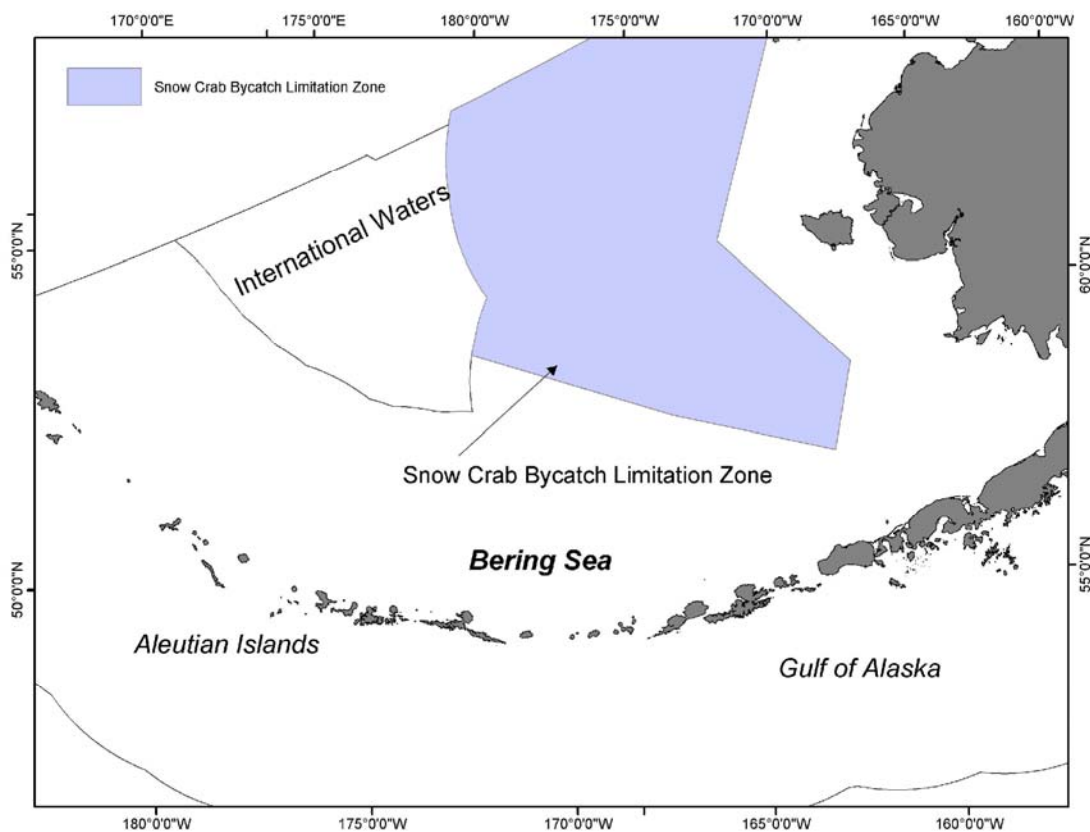 170°0'0"E 175°0'0"E 180°0'0"W 175°0'0"W 170°0'0"W 165°0'0"W 160°0'0"W
Snow Crab Bycatch Limitation Zone
International Waters
55°0'0"N
60°0'0"N
Snow Crab Bycatch Limitation Zone
Bering Sea
50°0'0"N
55°0'0"N
Aleutian Islands
Gulf of Alaska
180°0'0"W 175°0'0"W 170°0'0"W 165°0'0"W 160°0'0"W